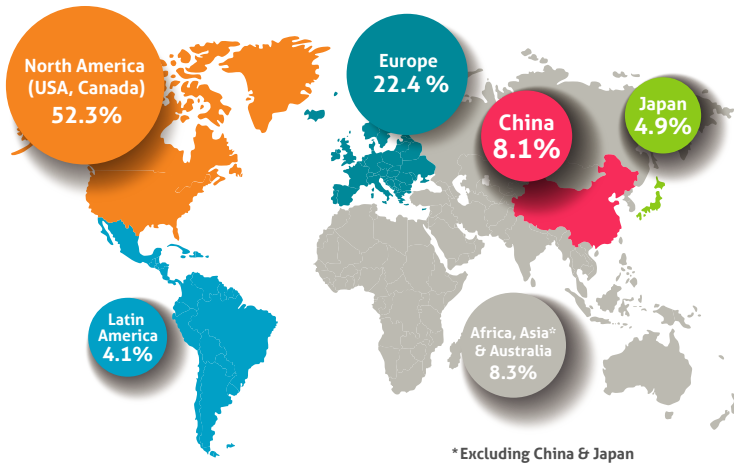 North America
(USA, Canada)
52.3%
Europe
22.4 %
China
8.1%
Japan
4.9%
Latin
America
4.1%
Africa, Asia*
& Australia
8.3%
*Excluding China & Japan